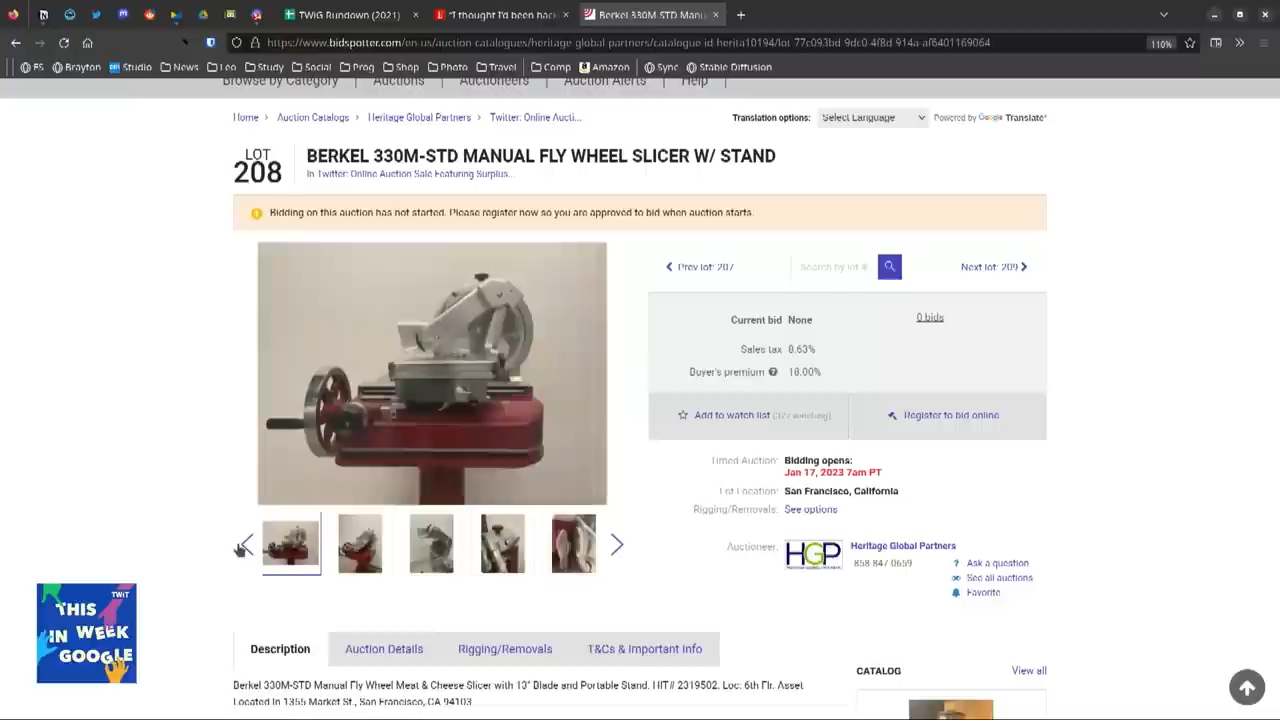 TWiG Rundown (2021)
"I thought I'd been hack
Berkel 330M-STD Manu
https://www.bidspotter.com/en-us/auction-catalogues/heritage-global-partners/catalogue-id-herita10194/lot-77c093bd-9dc0-4f8d-914a-af6401169064
110%
BS Brayton Studio News Leo Study Social Prog Shop Photo Travel Comp Amazon Sync Stable Diffusion
Browse by Category Auctions Auctioneers Auction Alerts Help
Home Auction Catalogs Heritage Global Partners Twitter: Online Aucti...
Translation options: Select Language Powered by Google Translate
LOT
208
BERKEL 330M-STD MANUAL FLY WHEEL SLICER W/ STAND
In Twitter: Online Auction Sale Featuring Surplus...
Bidding on this auction has not started. Please register now so you are approved to bid when auction starts.
Prev lot: 207 Search by lot # Next lot: 209
Current bid None 0 bids
Sales tax 8.63%
Buyer's premium 18.00%
Add to watch list (327 watching) Register to bid online
Timed Auction: Bidding opens:
Jan 17, 2023 7am PT
Lot Location: San Francisco, California
Rigging/Removals: See options
Auctioneer: HGP Heritage Global Partners
858 847 0659 Ask a question
See all auctions
Favorite
TWiT
THIS
IN WEEK
GOOGLE
Description Auction Details Rigging/Removals T&Cs & Important Info
CATALOG View all
Berkel 330M-STD Manual Fly Wheel Meat & Cheese Slicer with 13" Blade and Portable Stand. HIT# 2319502. Loc: 6th Flr. Asset
Located in 1355 Market St., San Francisco, CA 94103